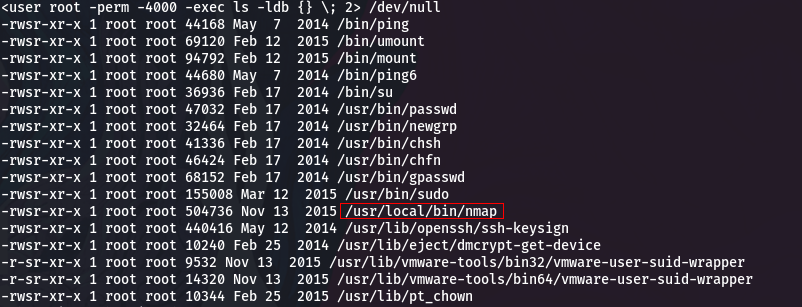 <user root -perm -4000 -exec ls -ldb {} \; 2> /dev/null
-rwsr-xr-x 1 root root 44168 May  7  2014 /bin/ping
-rwsr-xr-x 1 root root 69120 Feb 12  2015 /bin/umount
-rwsr-xr-x 1 root root 94792 Feb 12  2015 /bin/mount
-rwsr-xr-x 1 root root 44680 May  7  2014 /bin/ping6
-rwsr-xr-x 1 root root 36936 Feb 17  2014 /bin/su
-rwsr-xr-x 1 root root 47032 Feb 17  2014 /usr/bin/passwd
-rwsr-xr-x 1 root root 32464 Feb 17  2014 /usr/bin/newgrp
-rwsr-xr-x 1 root root 41336 Feb 17  2014 /usr/bin/chsh
-rwsr-xr-x 1 root root 46424 Feb 17  2014 /usr/bin/chfn
-rwsr-xr-x 1 root root 68152 Feb 17  2014 /usr/bin/gpasswd
-rwsr-xr-x 1 root root 155008 Mar 12  2015 /usr/bin/sudo
-rwsr-xr-x 1 root root 504736 Nov 13  2015 /usr/local/bin/nmap
-rwsr-xr-x 1 root root 440416 May 12  2014 /usr/lib/openssh/ssh-keysign
-rwsr-xr-x 1 root root 10240 Feb 25  2014 /usr/lib/eject/dmcrypt-get-device
-r-sr-xr-x 1 root root 9532 Nov 13  2015 /usr/lib/vmware-tools/bin32/vmware-user-suid-wrapper
-r-sr-xr-x 1 root root 14320 Nov 13  2015 /usr/lib/vmware-tools/bin64/vmware-user-suid-wrapper
-rwsr-xr-x 1 root root 10344 Feb 25  2014 /usr/lib/pt_chown